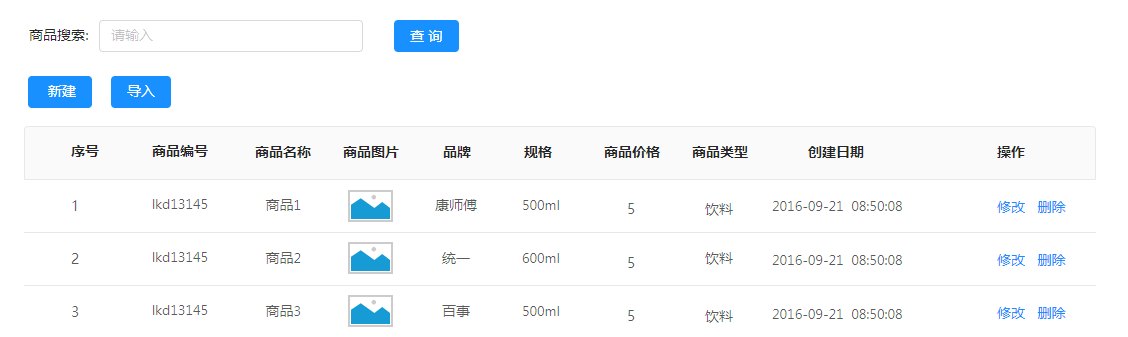 商品搜索: 请输入 查 询
新建 导入
序号 商品编号 商品名称 商品图片 品牌 规格 商品价格 商品类型 创建日期 操作
1 lkd13145 商品1 康师傅 500ml 5 饮料 2016-09-21 08:50:08 修改 删除
2 lkd13145 商品2 统一 600ml 5 饮料 2016-09-21 08:50:08 修改 删除
3 lkd13145 商品3 百事 500ml 5 饮料 2016-09-21 08:50:08 修改 删除